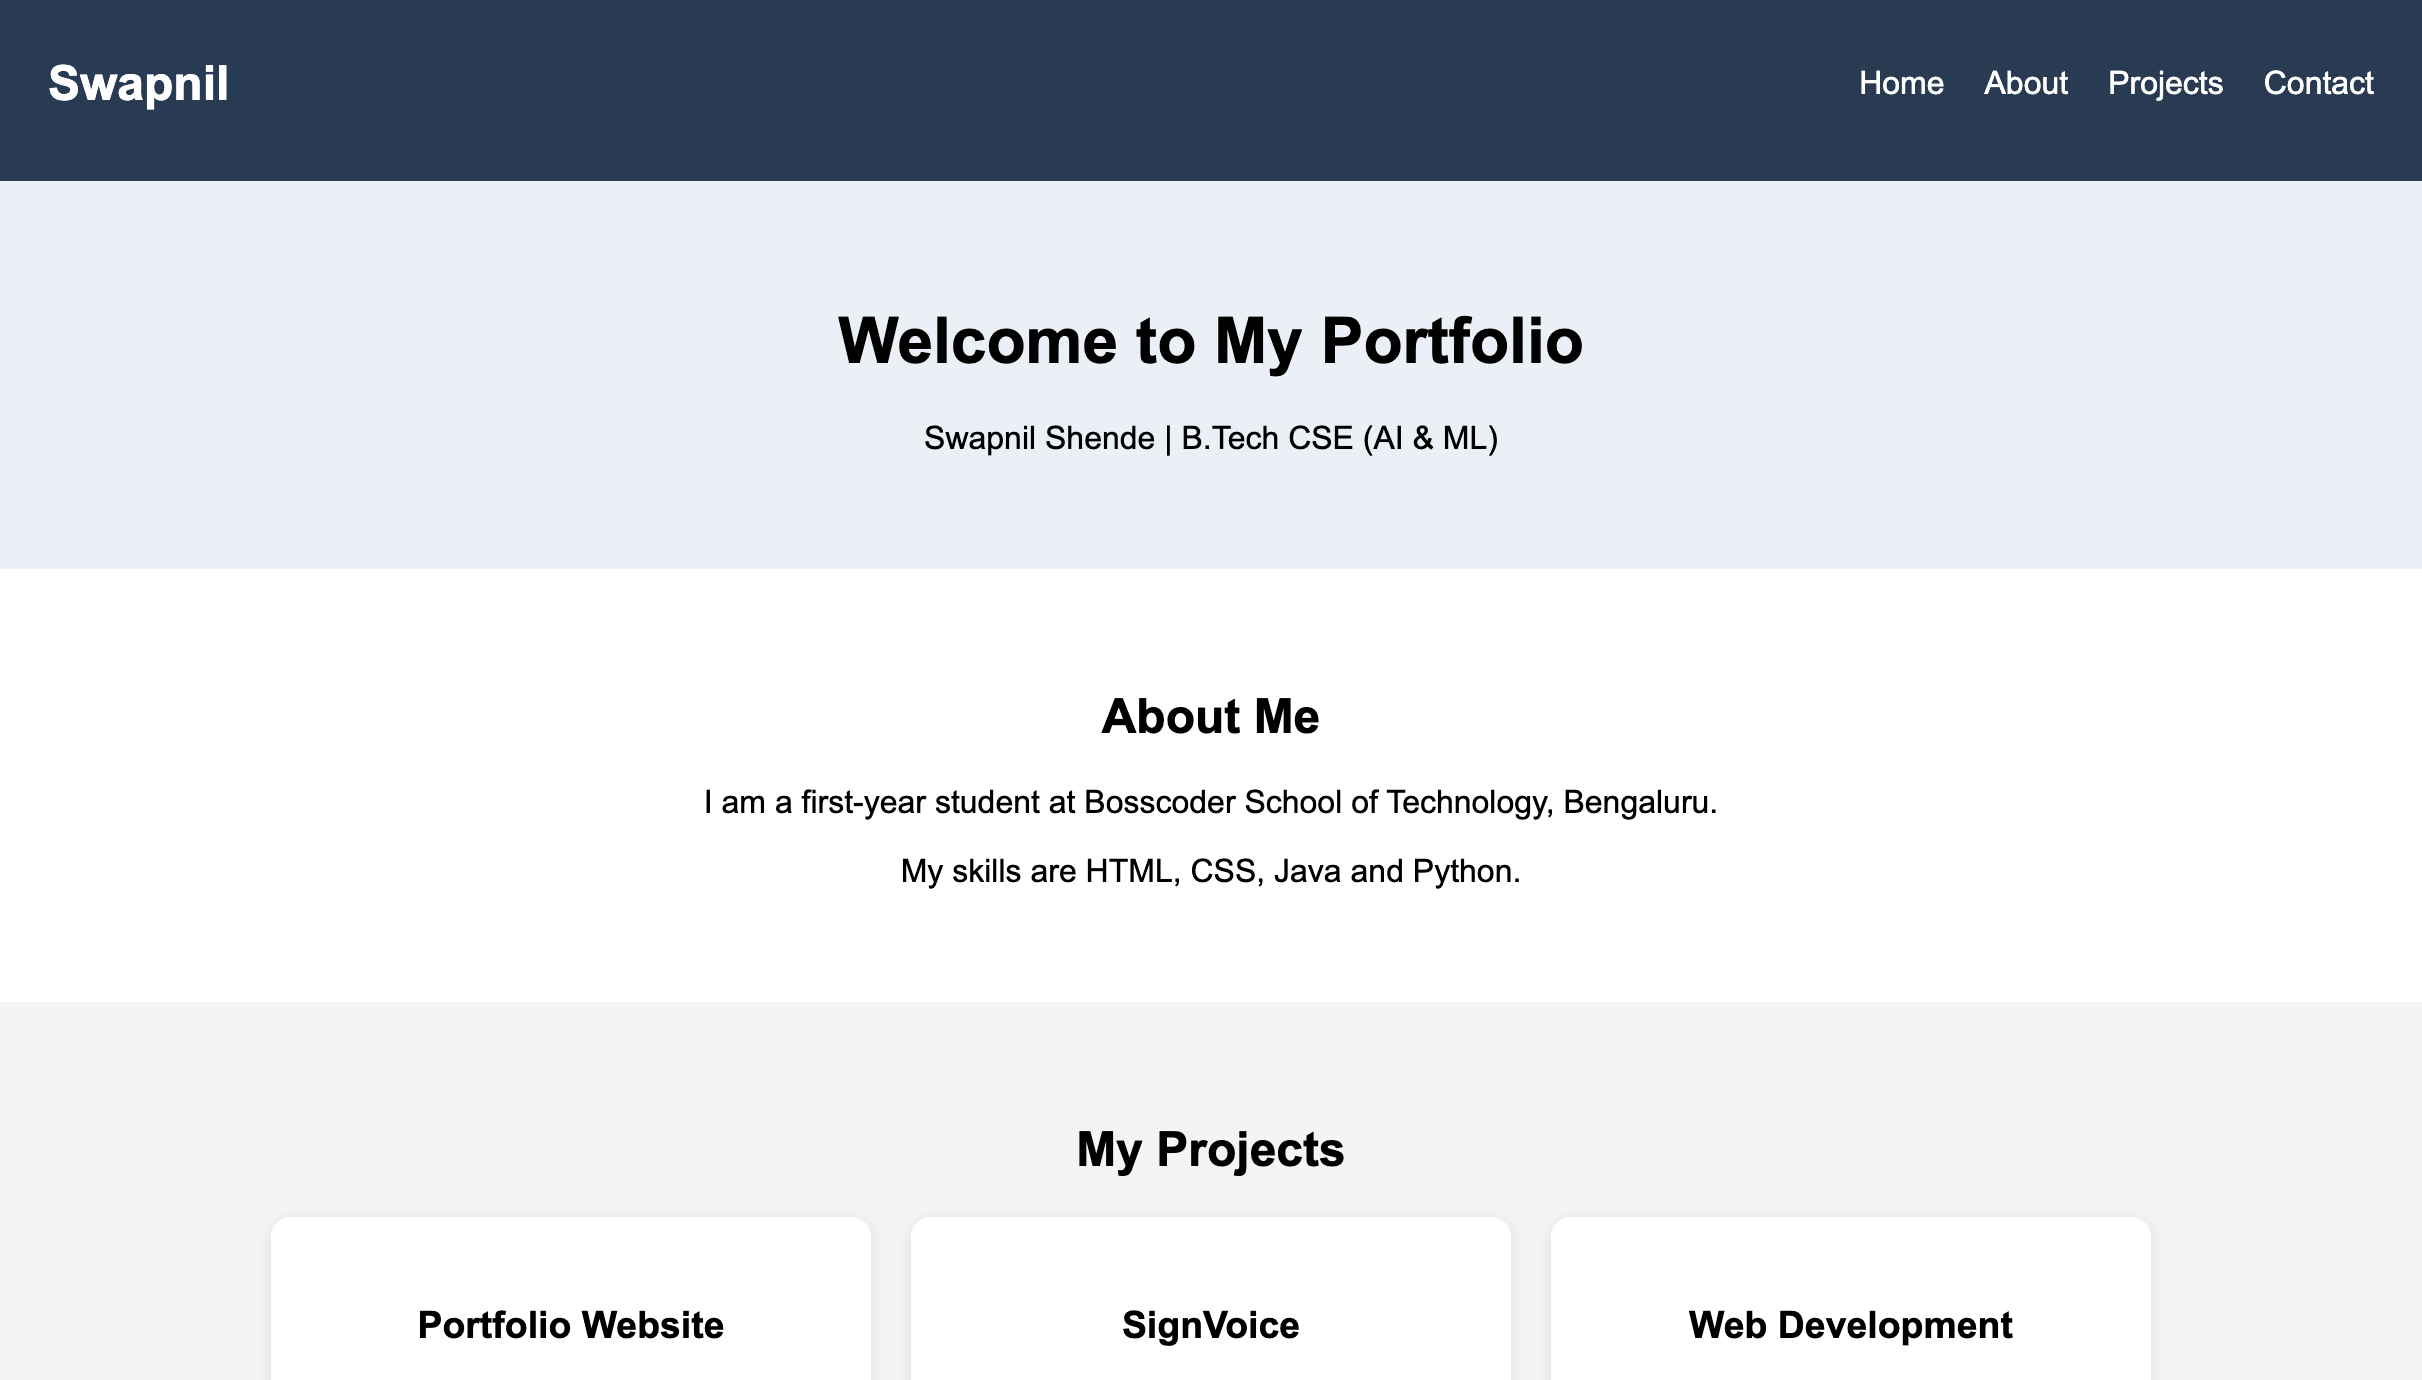 Swapnil
Home About Projects Contact
Welcome to My Portfolio
Swapnil Shende | B.Tech CSE (AI & ML)
About Me
I am a first-year student at Bosscoder School of Technology, Bengaluru.
My skills are HTML, CSS, Java and Python.
My Projects
Portfolio Website
SignVoice
Web Development